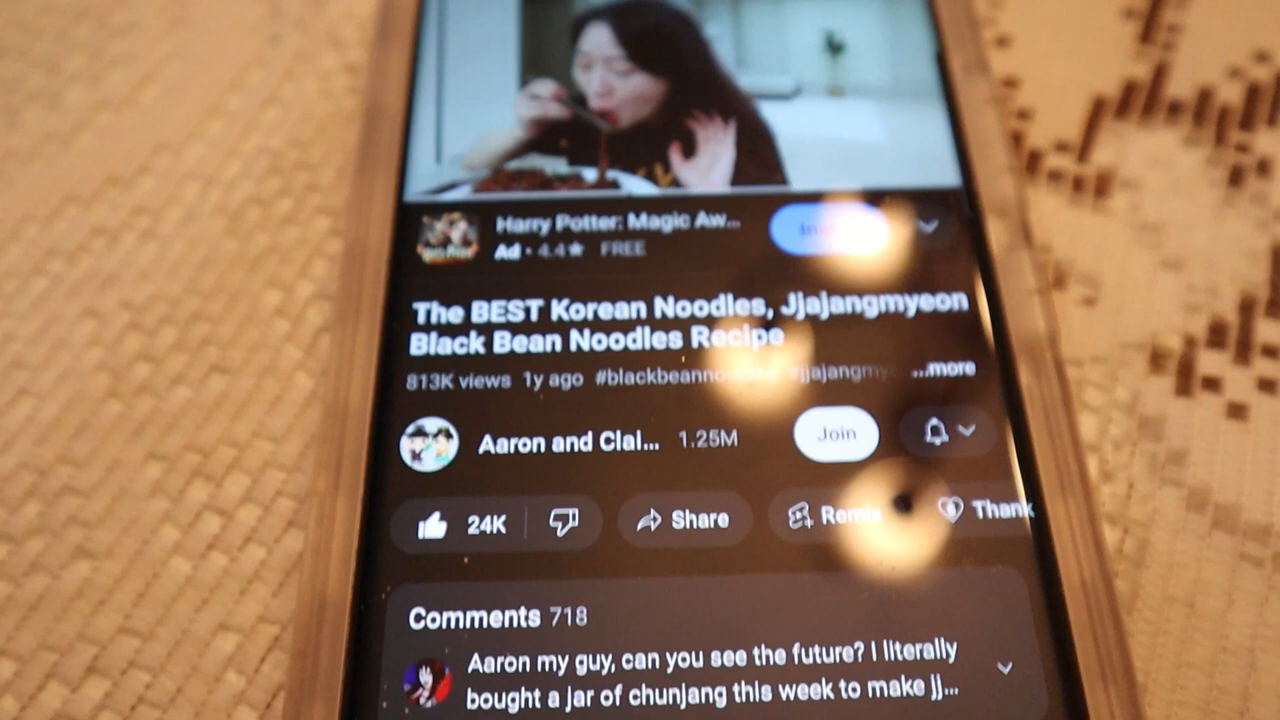 Harry Potter: Magic Aw...
Ad • 4.4★ FREE
The BEST Korean Noodles, Jjajangmyeon
Black Bean Noodles Recipe
813K views 1y ago #blackbeanno #jjajangmy ...more
Aaron and Clai... 1.25M Join
24K Share Remix Thank
Comments 718
Aaron my guy, can you see the future? I literally
bought a jar of chunjang this week to make jj...